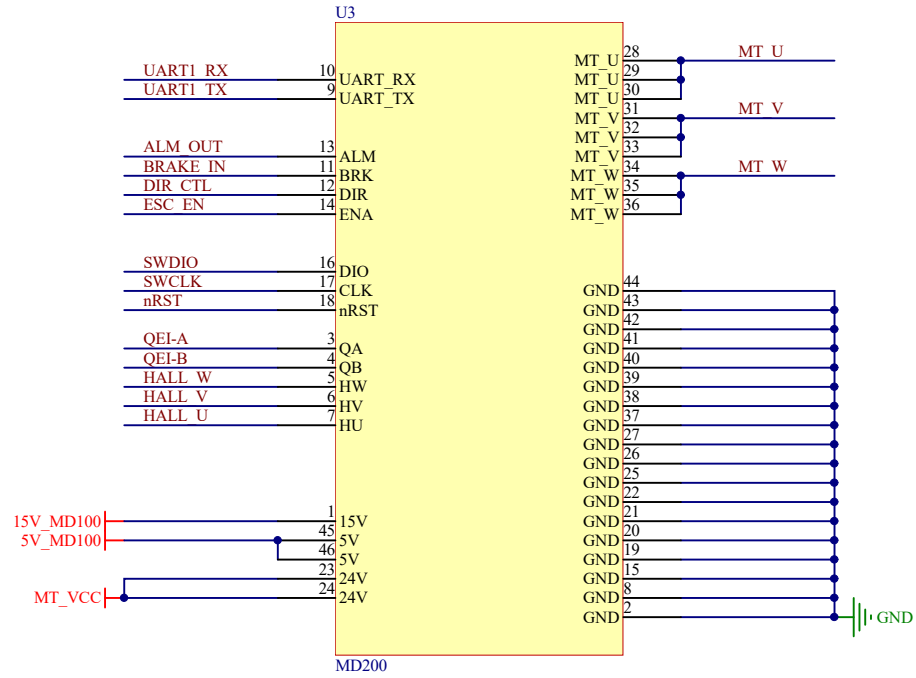 U3
UART1_RX 10 UART_RX
UART1_TX 9 UART_TX
ALM_OUT 13 ALM
BRAKE_IN 11 BRK
DIR_CTL 12 DIR
ESC_EN 14 ENA
SWDIO 16 DIO
SWCLK 17 CLK
nRST 18 nRST
QEI-A 3 QA
QEI-B 4 QB
HALL_W 5 HW
HALL_V 6 HV
HALL_U 7 HU
15V_MD100 1 15V
5V_MD100 45 5V
46 5V
23 24V
MT_VCC 24 24V
MT_U 28 MT_U
MT_U 29
MT_U 30
MT_V 31 MT_V
MT_V 32
MT_V 33
MT_W 34 MT_W
MT_W 35
MT_W 36
GND 44
GND 43
GND 42
GND 41
GND 40
GND 39
GND 38
GND 37
GND 27
GND 26
GND 25
GND 22
GND 21
GND 20
GND 19
GND 15
GND 8
GND 2 GND
MD200